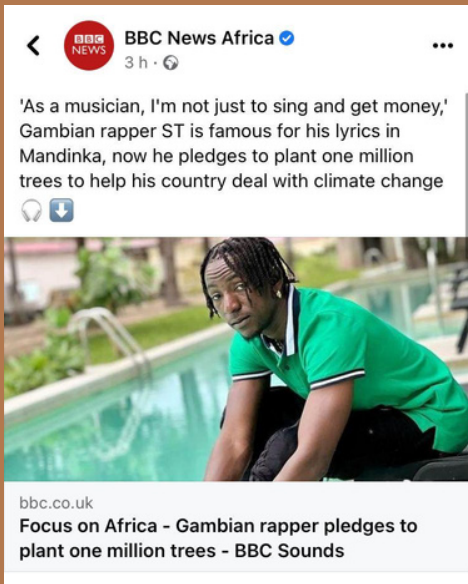 BBC
NEWS
BBC News Africa
3 h ·
'As a musician, I'm not just to sing and get money,'
Gambian rapper ST is famous for his lyrics in
Mandinka, now he pledges to plant one million
trees to help his country deal with climate change
bbc.co.uk
Focus on Africa - Gambian rapper pledges to
plant one million trees - BBC Sounds